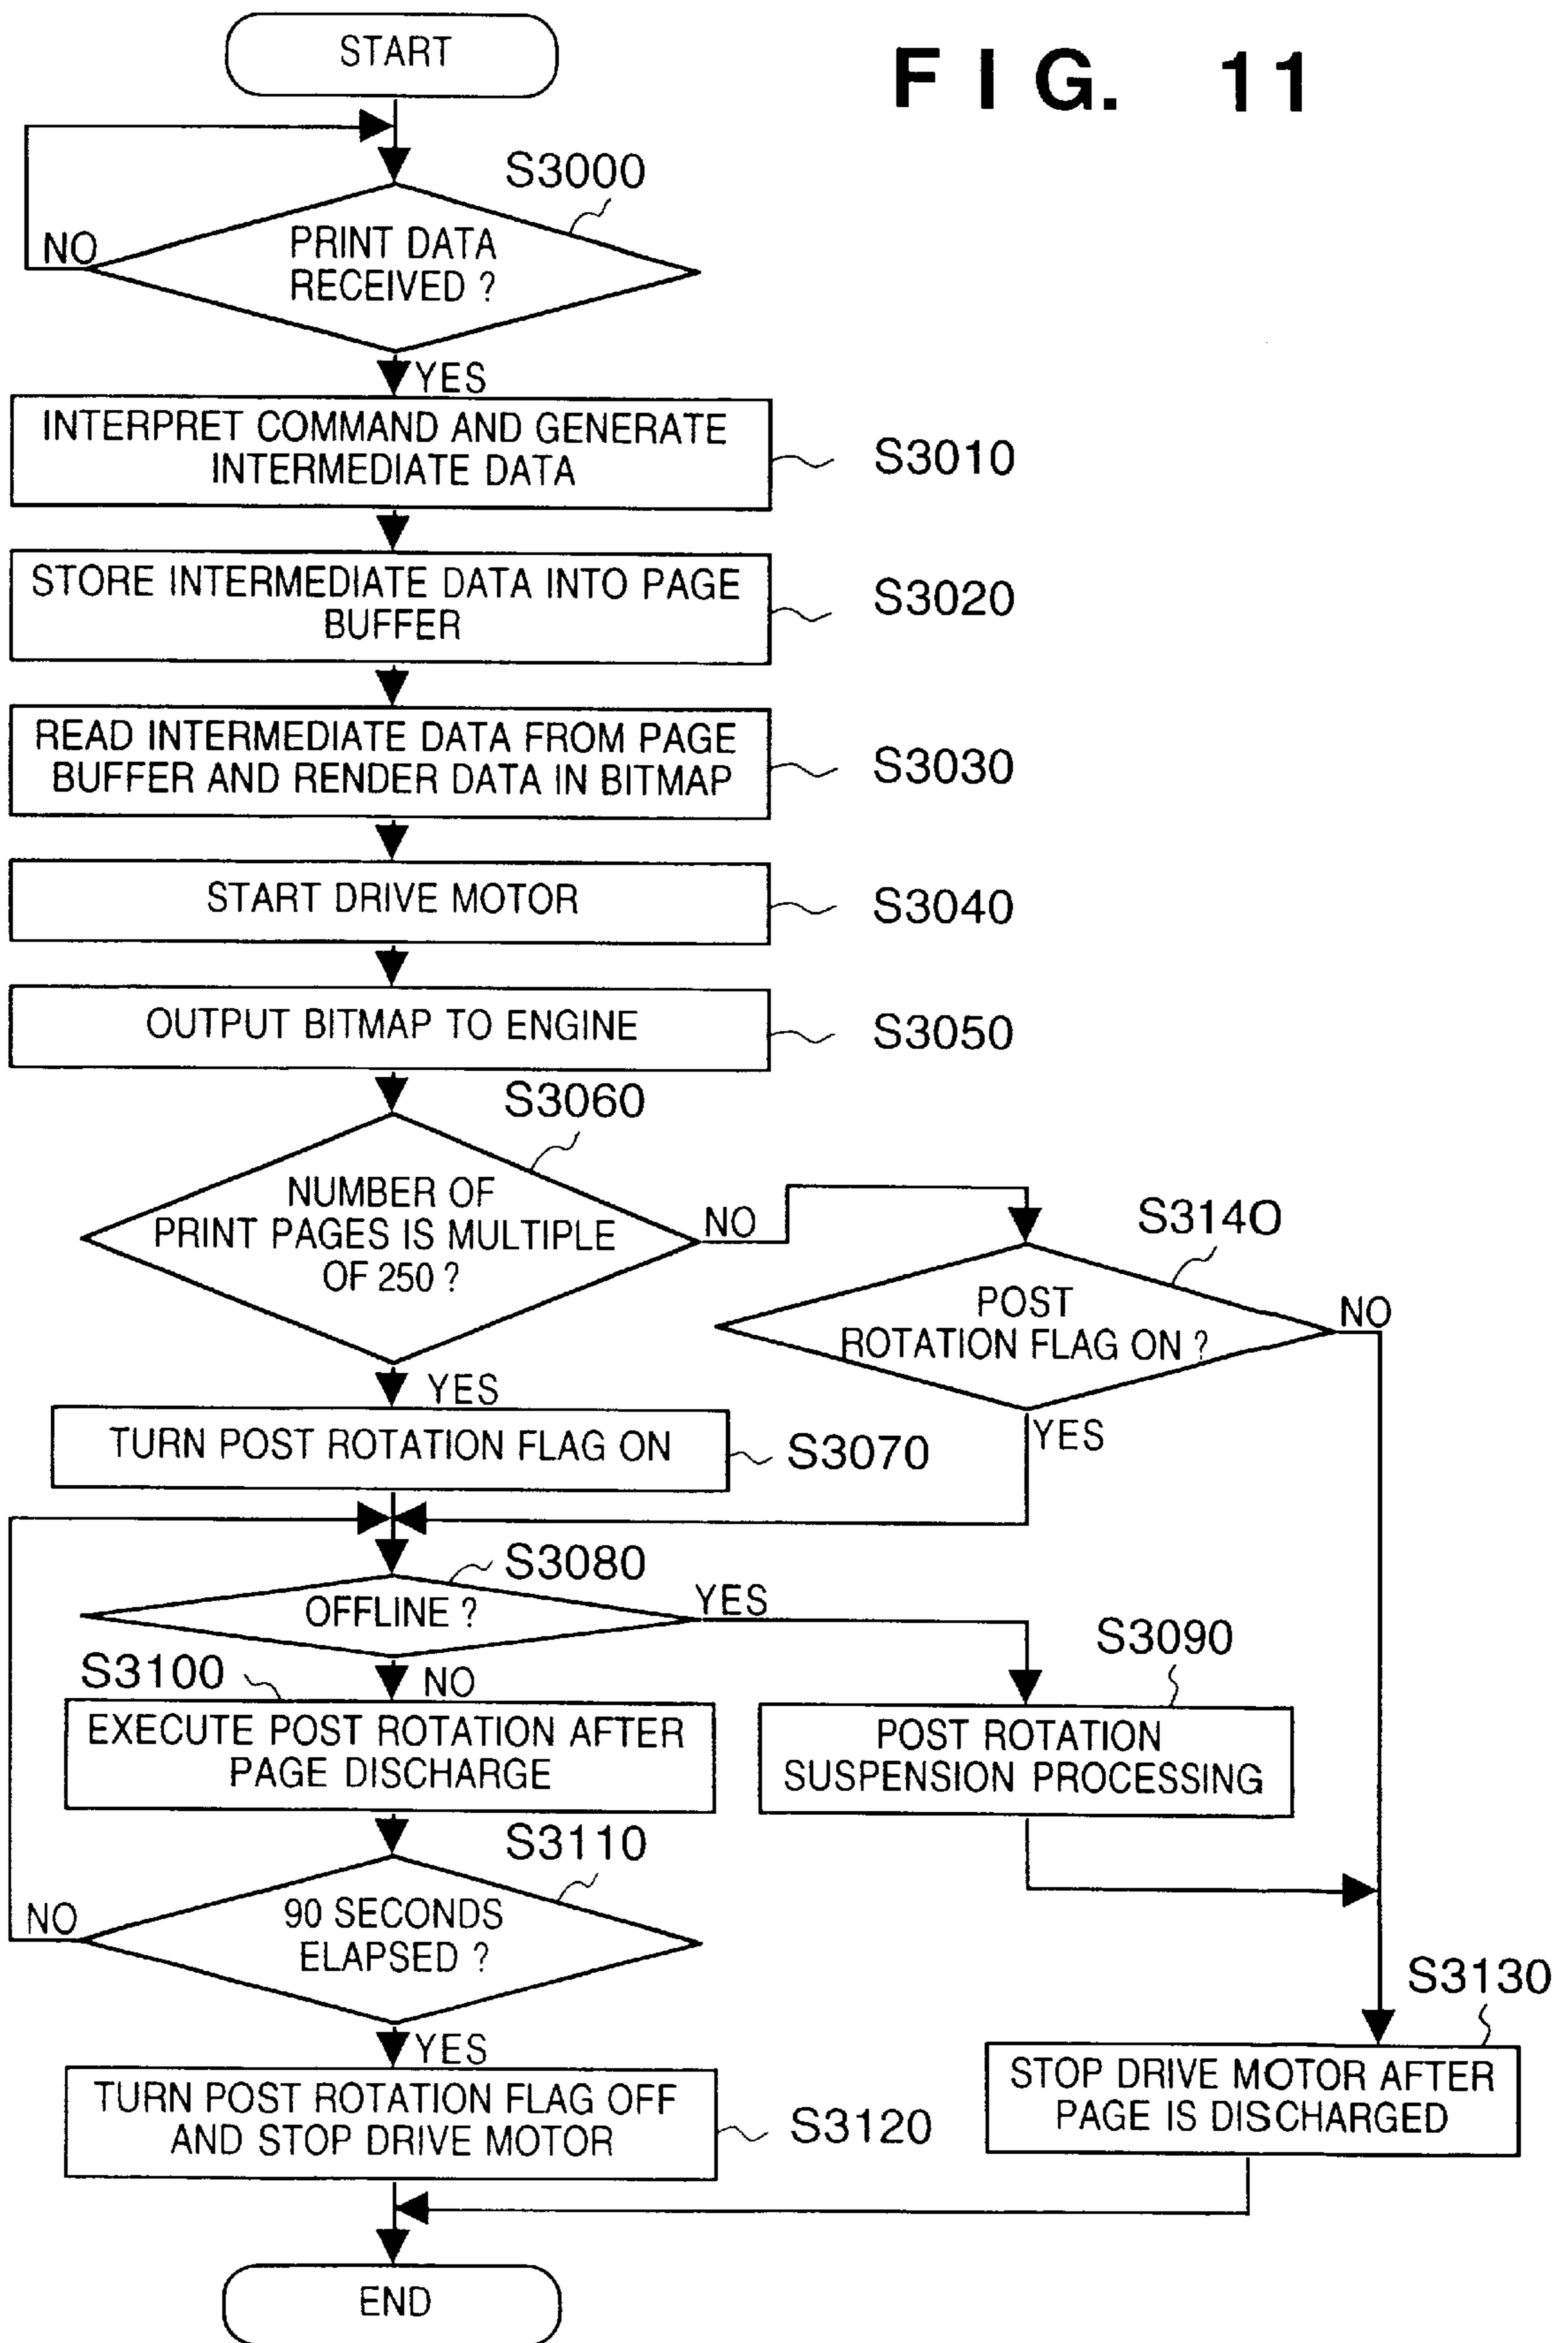 START
FIG. 11
S3000
NO
PRINT DATA
RECEIVED ?
YES
INTERPRET COMMAND AND GENERATE
INTERMEDIATE DATA
S3010
STORE INTERMEDIATE DATA INTO PAGE
BUFFER
S3020
READ INTERMEDIATE DATA FROM PAGE
BUFFER AND RENDER DATA IN BITMAP
S3030
START DRIVE MOTOR
S3040
OUTPUT BITMAP TO ENGINE
S3050
S3060
NUMBER OF
PRINT PAGES IS MULTIPLE
OF 250 ?
NO
S3140
POST
ROTATION FLAG ON ?
NO
YES
YES
TURN POST ROTATION FLAG ON
S3070
S3080
OFFLINE ?
YES
S3090
S3100
NO
EXECUTE POST ROTATION AFTER
PAGE DISCHARGE
POST ROTATION
SUSPENSION PROCESSING
S3110
90 SECONDS
ELAPSED ?
NO
YES
S3130
STOP DRIVE MOTOR AFTER
PAGE IS DISCHARGED
TURN POST ROTATION FLAG OFF
AND STOP DRIVE MOTOR
S3120
END